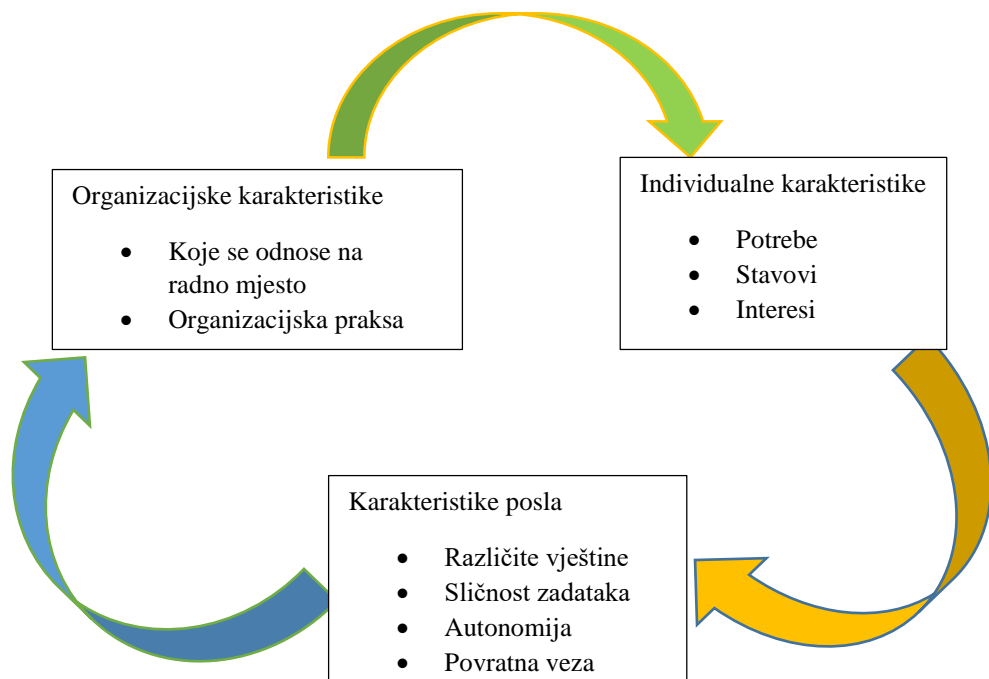 Organizacijske karakteristike
• Koje se odnose na
radno mjesto
• Organizacijska praksa
Individualne karakteristike
• Potrebe
• Stavovi
• Interesi
Karakteristike posla
• Različite vještine
• Sličnost zadataka
• Autonomija
• Povratna veza